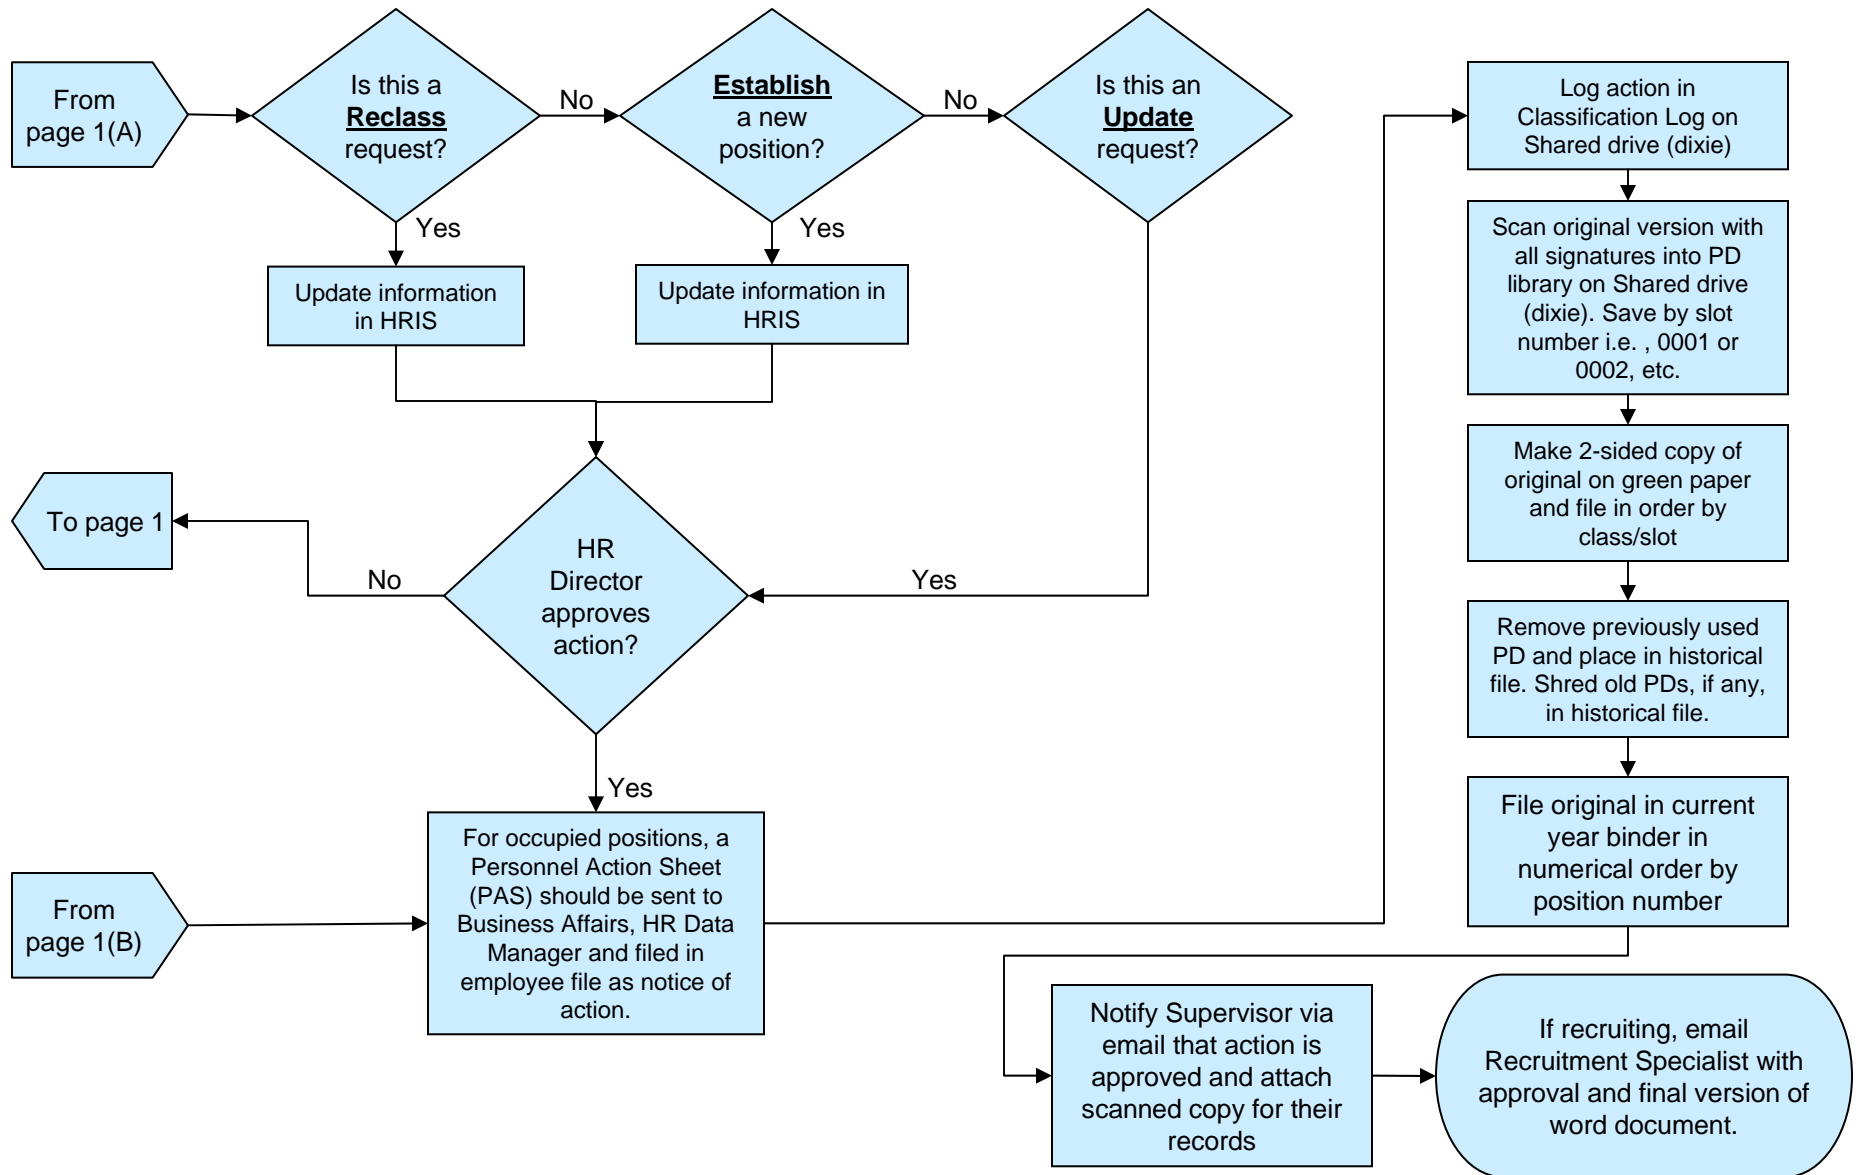 From
page 1(A)
Is this a
Reclass
request?
No
Establish
a new
position?
No
Is this an
Update
request?
Yes
Yes
Update information
in HRIS
Update information in
HRIS
To page 1
No
HR
Director
approves
action?
Yes
Yes
From
page 1(B)
For occupied positions, a
Personnel Action Sheet
(PAS) should be sent to
Business Affairs, HR Data
Manager and filed in
employee file as notice of
action.
Log action in
Classification Log on
Shared drive (dixie)
Scan original version with
all signatures into PD
library on Shared drive
(dixie). Save by slot
number i.e. , 0001 or
0002, etc.
Make 2-sided copy of
original on green paper
and file in order by
class/slot
Remove previously used
PD and place in historical
file. Shred old PDs, if any,
in historical file.
File original in current
year binder in
numerical order by
position number
Notify Supervisor via
email that action is
approved and attach
scanned copy for their
records
If recruiting, email
Recruitment Specialist with
approval and final version of
word document.